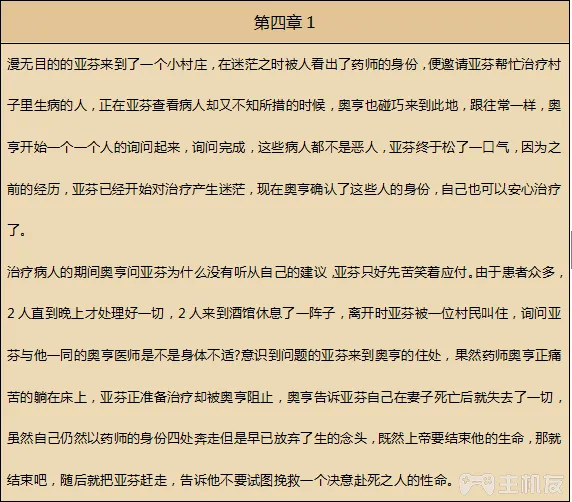 第四章 1
漫无目的的亚芬来到了一个小村庄，在迷茫之时被人看出了药师的身份，便邀请亚芬帮忙治疗村
子里生病的人，正在亚芬查看病人却又不知所措的时候，奥亨也碰巧来到此地，跟往常一样，奥
亨开始一个一个人的询问起来，询问完成，这些病人都不是恶人，亚芬终于松了一口气，因为之
前的经历，亚芬已经开始对治疗产生迷茫，现在奥亨确认了这些人的身份，自己也可以安心治疗
了。
治疗病人的期间奥亨问亚芬为什么没有听从自己的建议，亚芬只好先苦笑着应付。由于患者众多，
2 人直到晚上才处理好一切，2 人来到酒馆休息了一阵子，离开时亚芬被一位村民叫住，询问亚
芬与他一同的奥亨医师是不是身体不适?意识到问题的亚芬来到奥亨的住处，果然药师奥亨正痛
苦的躺在床上，亚芬正准备治疗却被奥亨阻止，奥亨告诉亚芬自己在妻子死亡后就失去了一切，
虽然自己仍然以药师的身份四处奔走但是早已放弃了生的念头，既然上帝要结束他的生命，那就
结束吧，随后就把亚芬赶走，告诉他不要试图挽救一个决意赴死之人的性命。
主机友